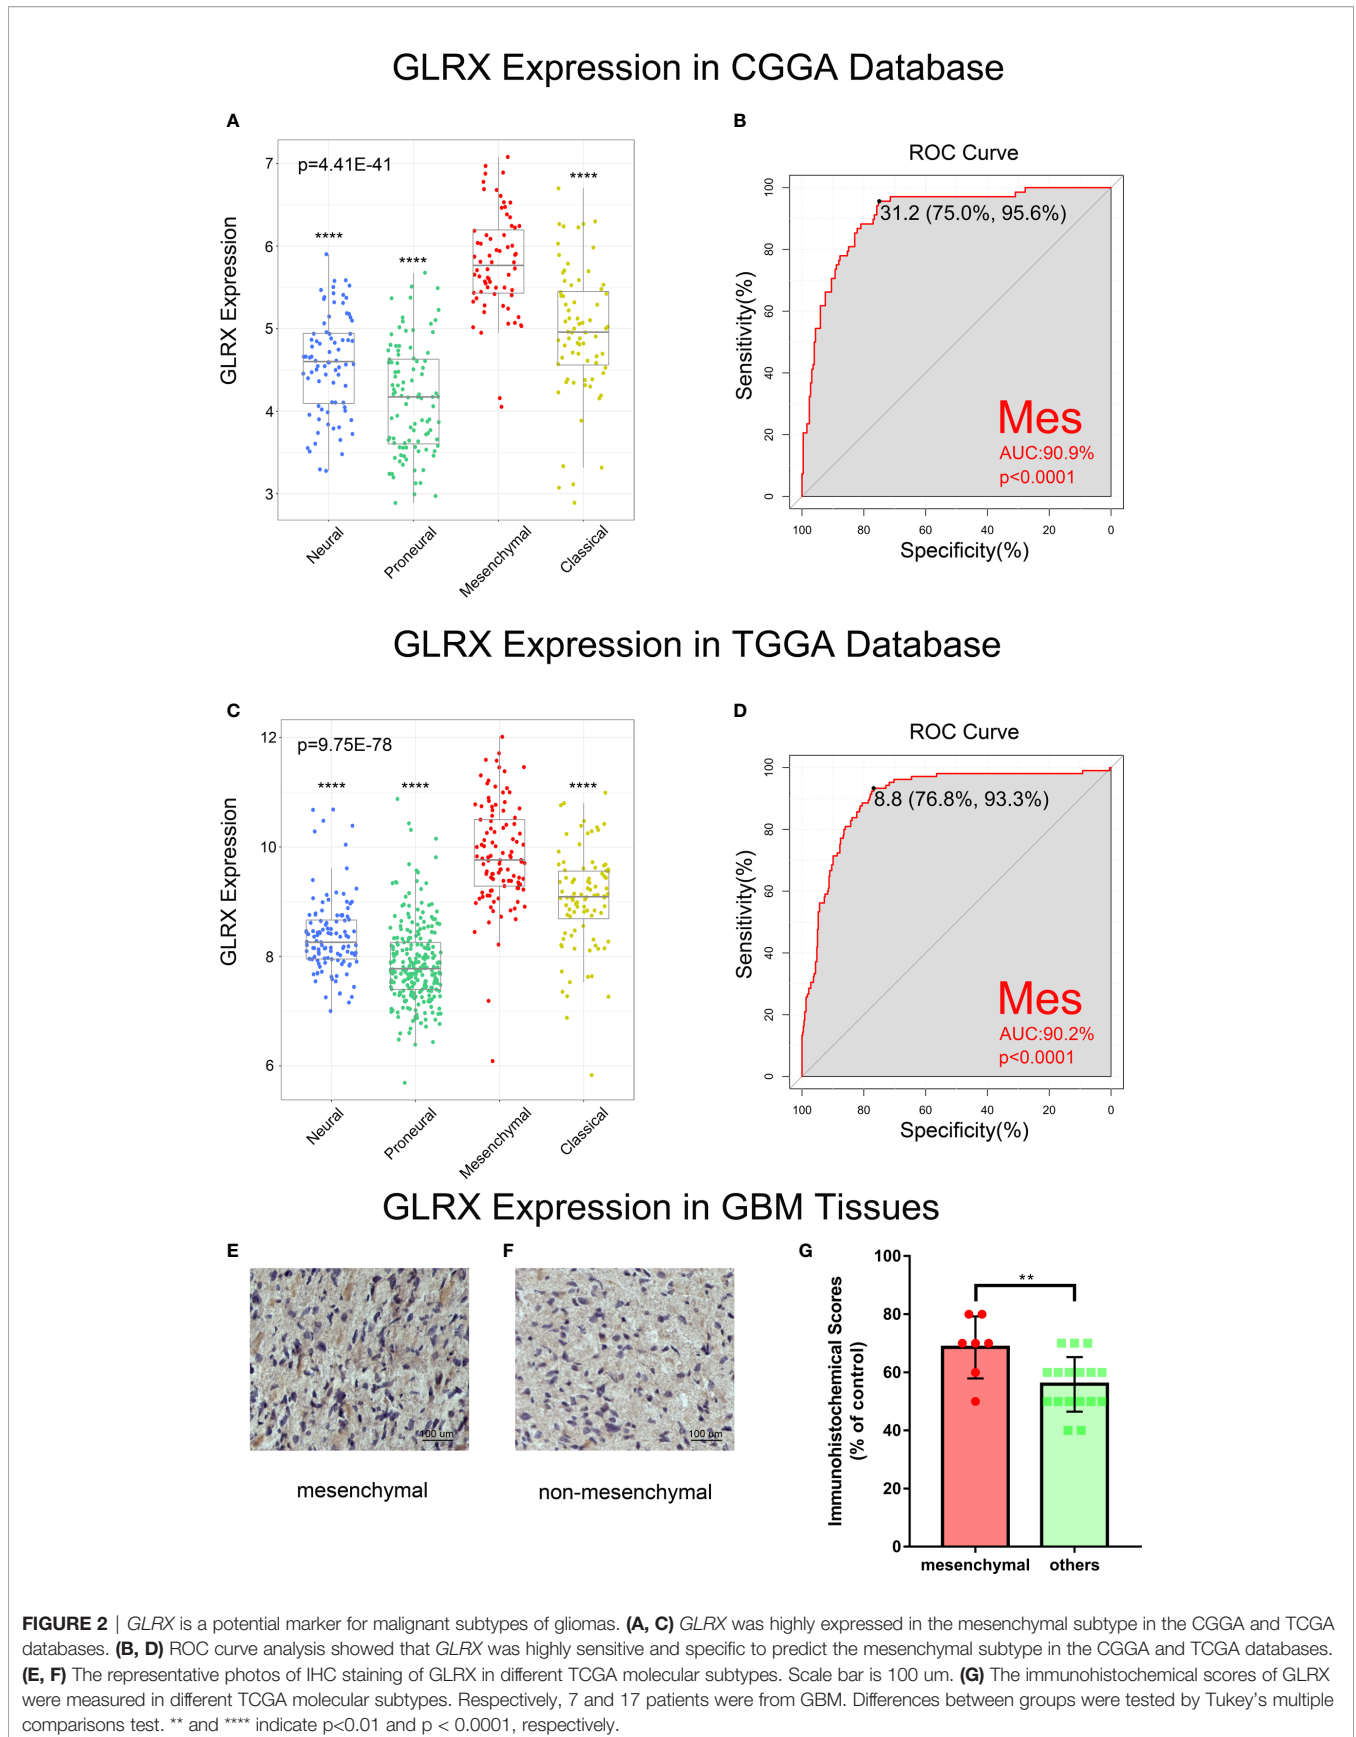 GLRX Expression in CGGA Database
A
p=4.41E-41
****
****
****
GLRX Expression
7
6
5
4
3
Neural
Proneural
Mesenchymal
Classical
B
ROC Curve
31.2 (75.0%, 95.6%)
Mes
AUC:90.9%
p<0.0001
Sensitivity(%)
100
80
60
40
20
0
100 80 60 40 20 0
Specificity(%)
GLRX Expression in TGGA Database
C
p=9.75E-78
****
****
****
GLRX Expression
12
10
8
6
Neural
Proneural
Mesenchymal
Classical
D
ROC Curve
8.8 (76.8%, 93.3%)
Mes
AUC:90.2%
p<0.0001
Sensitivity(%)
100
80
60
40
20
0
100 80 60 40 20 0
Specificity(%)
GLRX Expression in GBM Tissues
E
100 um
mesenchymal
F
100 um
non-mesenchymal
G
Immunohistochemical Scores
(% of control)
100
80
60
40
20
0
**
mesenchymal others
FIGURE 2 | GLRX is a potential marker for malignant subtypes of gliomas. (A, C) GLRX was highly expressed in the mesenchymal subtype in the CGGA and TCGA
databases. (B, D) ROC curve analysis showed that GLRX was highly sensitive and specific to predict the mesenchymal subtype in the CGGA and TCGA databases.
(E, F) The representative photos of IHC staining of GLRX in different TCGA molecular subtypes. Scale bar is 100 um. (G) The immunohistochemical scores of GLRX
were measured in different TCGA molecular subtypes. Respectively, 7 and 17 patients were from GBM. Differences between groups were tested by Tukey's multiple
comparisons test. ** and **** indicate p<0.01 and p < 0.0001, respectively.